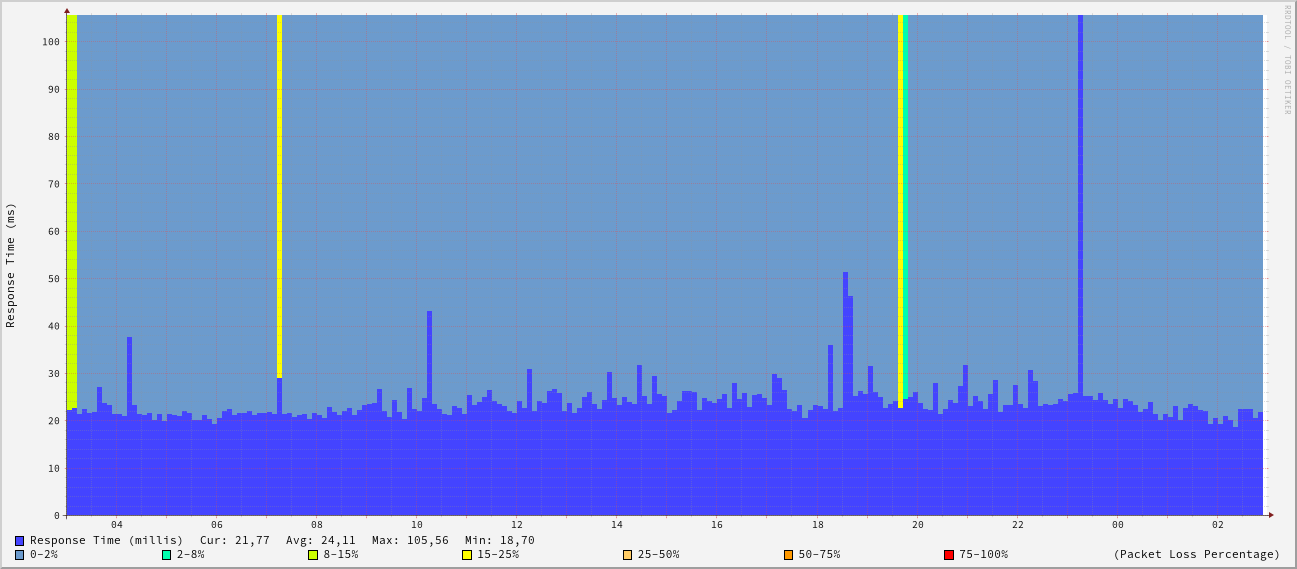 RRDTOOL / TOBI OETIKER
Response Time (ms)
100
90
80
70
60
50
40
30
20
10
0
04 06 08 10 12 14 16 18 20 22 00 02
Response Time (millis) Cur: 21,77 Avg: 24,11 Max: 105,56 Min: 18,70
0-2% 2-8% 8-15% 15-25% 25-50% 50-75% 75-100% (Packet Loss Percentage)